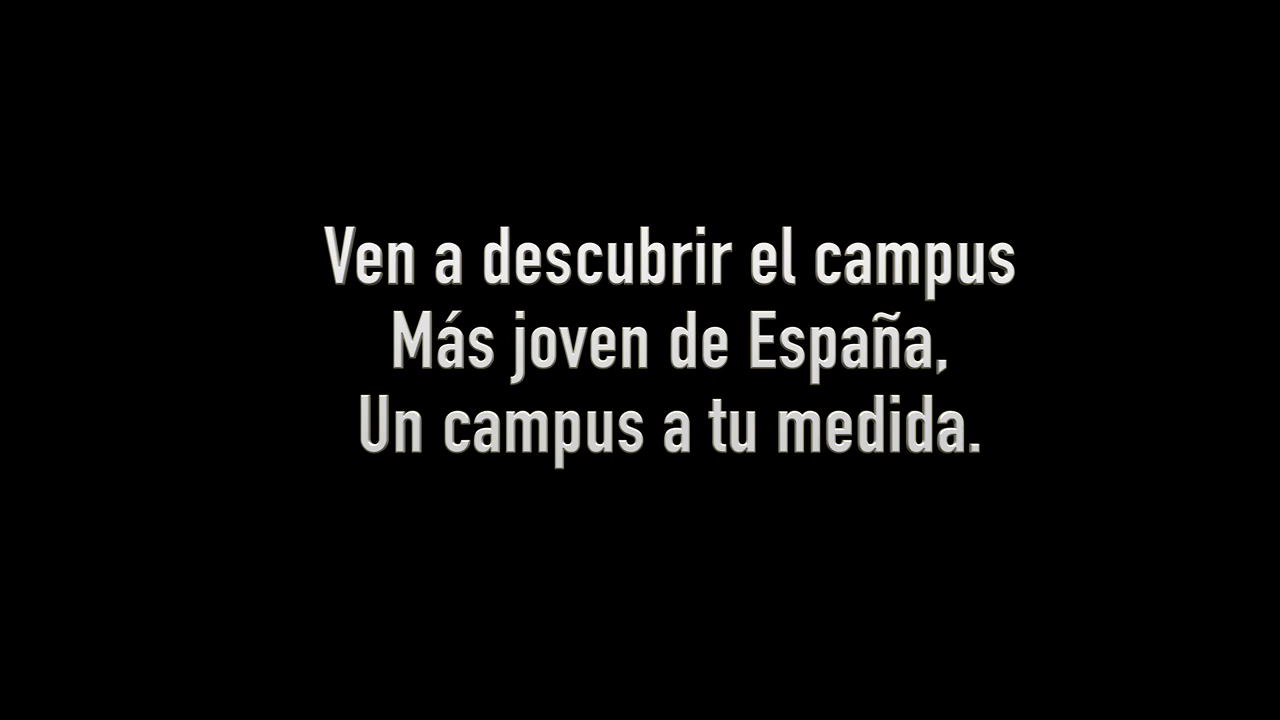 Ven a descubrir el campus
Más joven de España,
Un campus a tu medida.